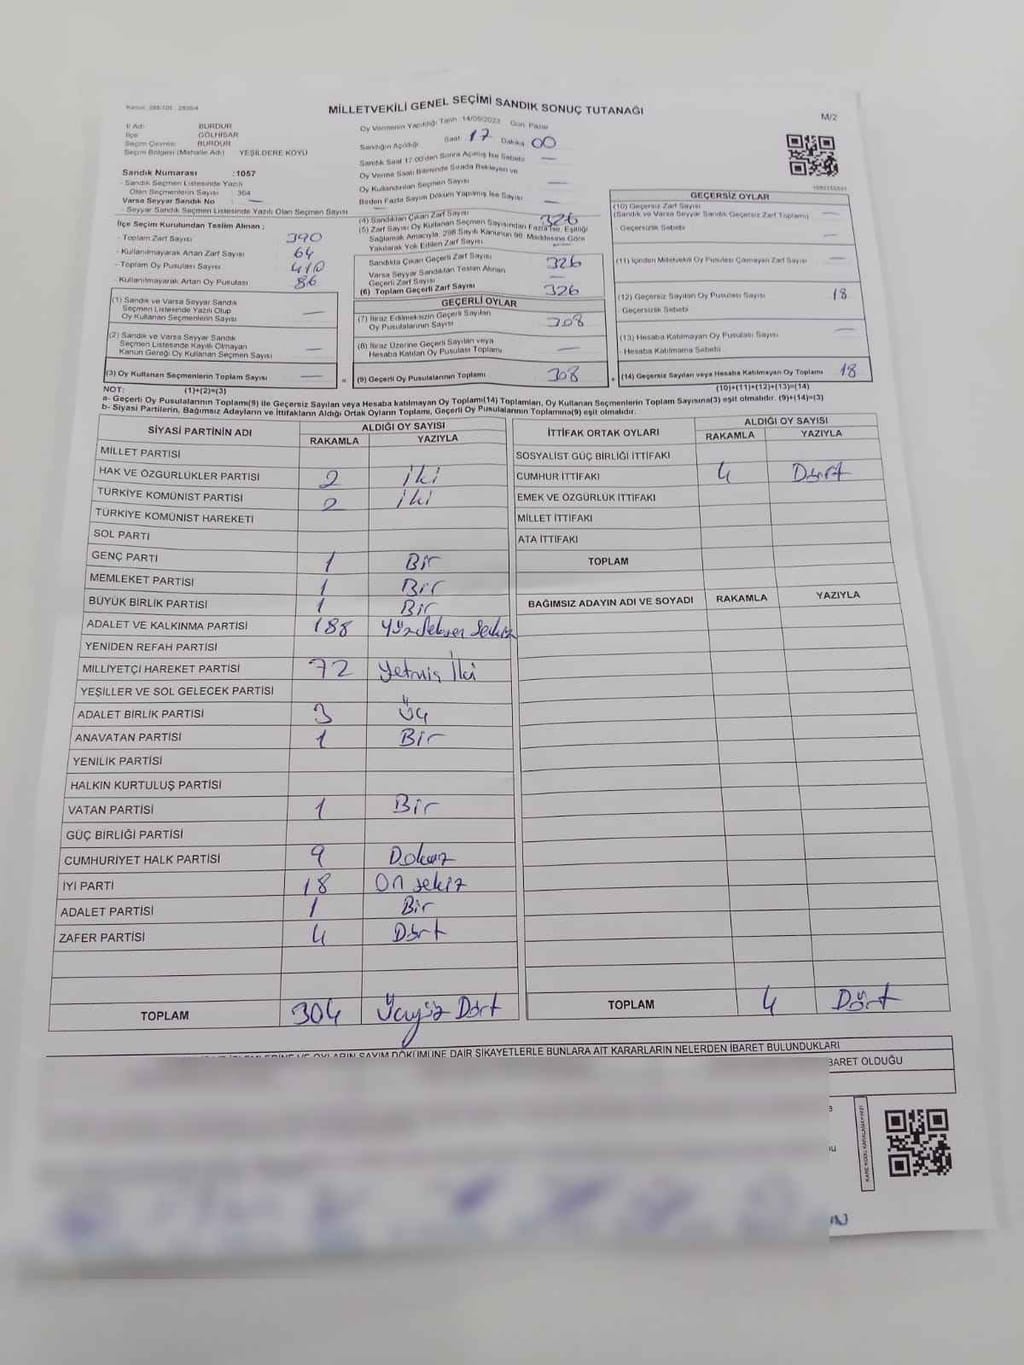 MİLLETVEKİLİ GENEL SEÇİMİ SANDIK SONUÇ TUTANAĞI
M/2
İl Adı: BURDUR
İlçe GÖLHİSAR
Seçim Çevresi BURDUR
Seçim Bölgesi (Mahalle Adı) YEŞİLDERE KÖYÜ
Sandık Numarası :1057
- Sandık Seçmen Listesinde Yazılı
Olan Seçmenlerin Sayısı : 364
Varsa Seyyar Sandık No —
- Seyyar Sandık Seçmen Listesinde Yazılı Olan Seçmen Sayısı
İlçe Seçim Kurulundan Teslim Alınan :
- Toplam Zarf Sayısı 390
- Kullanılmayarak Artan Zarf Sayısı 64
- Toplam Oy Pusulası Sayısı 410
- Kullanılmayarak Artan Oy Pusulası 86
(1) Sandık ve Varsa Seyyar Sandık
Seçmen Listesinde Yazılı Olup
Oy Kullanan Seçmenlerin Sayısı —
(2) Sandık ve Varsa Seyyar Sandık
Seçmen Listesinde Kayıtlı Olmayan
Kanun Gereği Oy Kullanan Seçmen Sayısı —
(3) Oy Kullanan Seçmenlerin Toplam Sayısı —
Oy Vermenin Yapıldığı Tarih 14/05/2023 Gün Pazar
Sandığın Açıldığı Saat 17 Dakika 00
Sandık Saat 17.00'den Sonra Açılmış İse Sebebi —
Oy Verme Saati Bitiminde Sırada Bekleyen ve
Oy Kullandırılan Seçmen Sayısı —
Birden Fazla Sayım Döküm Yapılmış İse Sayısı —
(4) Sandıktan Çıkan Zarf Sayısı 326
(5) Zarf Sayısı Oy Kullanan Seçmen Sayısından Fazla İse, Eşitliği
Sağlamak Amacıyla, 298 Sayılı Kanunun 98. Maddesine Göre
Yakılarak Yok Edilen Zarf Sayısı —
Sandıkta Çıkan Geçerli Zarf Sayısı 326
Varsa Seyyar Sandıktan Teslim Alınan
Geçerli Zarf Sayısı —
(6) Toplam Geçerli Zarf Sayısı 326
GEÇERLİ OYLAR
(7) İtiraz Edilmeksizin Geçerli Sayılan
Oy Pusulalarının Sayısı 308
(8) İtiraz Üzerine Geçerli Sayılan veya
Hesaba Katılan Oy Pusulası Toplamı —
= (9) Geçerli Oy Pusulalarının Toplamı 308
GEÇERSİZ OYLAR
(10) Geçersiz Zarf Sayısı
(Sandık ve Varsa Seyyar Sandık Geçersiz Zarf Toplamı) —
- Geçersizlik Sebebi —
(11) İçinden Milletvekili Oy Pusulası Çıkmayan Zarf Sayısı —
(12) Geçersiz Sayılan Oy Pusulası Sayısı 18
Geçersizlik Sebebi
(13) Hesaba Katılmayan Oy Pusulası Sayısı —
- Hesaba Katılmama Sebebi
+ (14) Geçersiz Sayılan veya Hesaba Katılmayan Oy Toplamı 18
NOT: (1)+(2)=(3) (10)+(11)+(12)+(13)=(14)
a- Geçerli Oy Pusulalarının Toplamı(9) ile Geçersiz Sayılan veya Hesaba katılmayan Oy Toplamı(14) Toplamları, Oy Kullanan Seçmenlerin Toplam Sayısına(3) eşit olmalıdır. (9)+(14)=(3)
b- Siyasi Partilerin, Bağımsız Adayların ve İttifakların Aldığı Ortak Oyların Toplamı, Geçerli Oy Pusulalarının Toplamına(9) eşit olmalıdır.
SİYASİ PARTİNİN ADI ALDIĞI OY SAYISI
RAKAMLA YAZIYLA
MİLLET PARTİSİ
HAK VE ÖZGÜRLÜKLER PARTİSİ 2 iki
TÜRKİYE KOMÜNİST PARTİSİ 2 iki
TÜRKİYE KOMÜNİST HAREKETİ
SOL PARTİ
GENÇ PARTİ 1 Bir
MEMLEKET PARTİSİ 1 Bir
BÜYÜK BİRLİK PARTİSİ 1 Bir
ADALET VE KALKINMA PARTİSİ 188 Yüzseksen Sekiz
YENİDEN REFAH PARTİSİ
MİLLİYETÇİ HAREKET PARTİSİ 72 Yetmiş İki
YEŞİLLER VE SOL GELECEK PARTİSİ
ADALET BİRLİK PARTİSİ 3 Üç
ANAVATAN PARTİSİ 1 Bir
YENİLİK PARTİSİ
HALKIN KURTULUŞ PARTİSİ
VATAN PARTİSİ 1 Bir
GÜÇ BİRLİĞİ PARTİSİ
CUMHURİYET HALK PARTİSİ 9 Dokuz
İYİ PARTİ 18 On sekiz
ADALET PARTİSİ 1 Bir
ZAFER PARTİSİ 4 Dört
TOPLAM 304 Üçyüz Dört
İTTİFAK ORTAK OYLARI ALDIĞI OY SAYISI
RAKAMLA YAZIYLA
SOSYALİST GÜÇ BİRLİĞİ İTTİFAKI
CUMHUR İTTİFAKI 4 Dört
EMEK VE ÖZGÜRLÜK İTTİFAKI
MİLLET İTTİFAKI
ATA İTTİFAKI
TOPLAM
BAĞIMSIZ ADAYIN ADI VE SOYADI RAKAMLA YAZIYLA
TOPLAM 4 Dört
OYLARIN SAYIM DÖKÜMÜNE DAİR ŞİKAYETLERLE BUNLARA AİT KARARLARIN NELERDEN İBARET BULUNDUKLARI
İBARET OLDUĞU